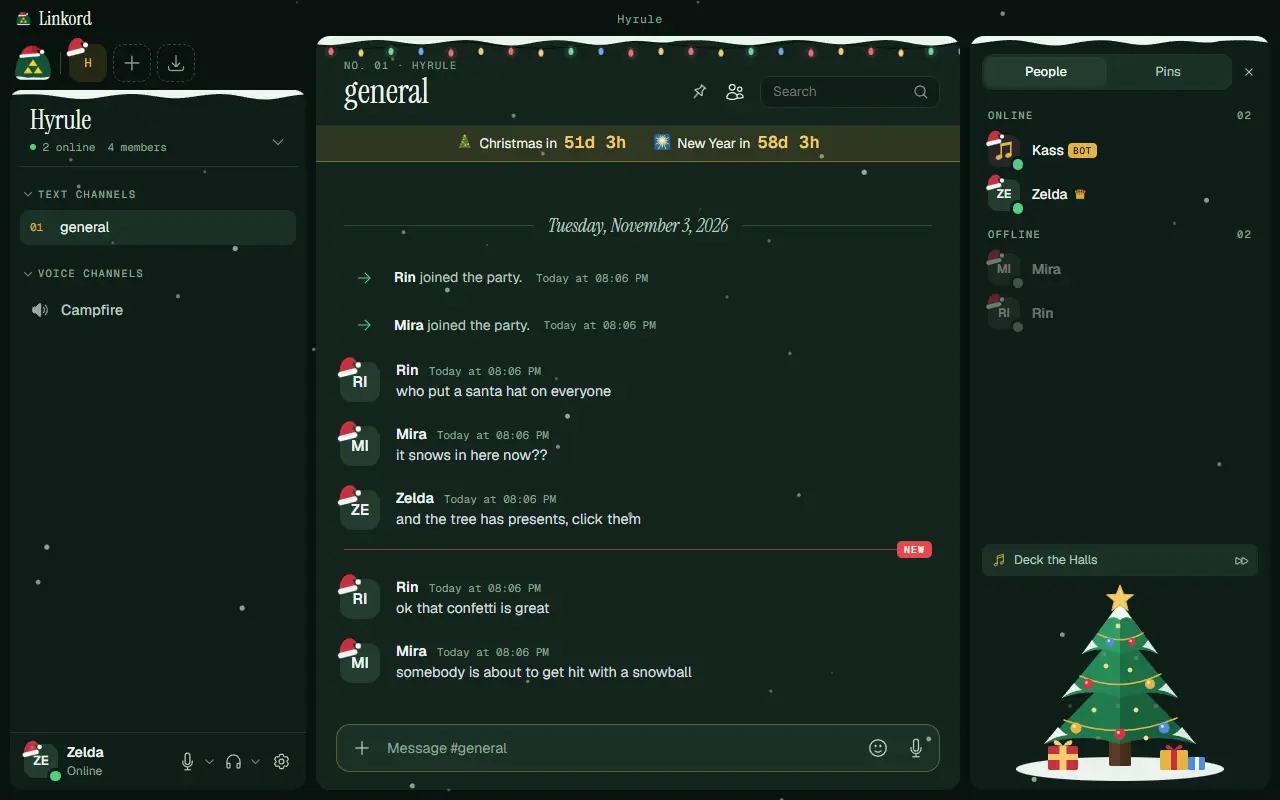 Linkord
Hyrule
H
Hyrule
2 online 4 members
TEXT CHANNELS
01 general
VOICE CHANNELS
Campfire
ZE
Zelda
Online
NO. 01 · HYRULE
general
Search
Christmas in 51d 3h
New Year in 58d 3h
Tuesday, November 3, 2026
Rin joined the party. Today at 08:06 PM
Mira joined the party. Today at 08:06 PM
RI
Rin Today at 08:06 PM
who put a santa hat on everyone
MI
Mira Today at 08:06 PM
it snows in here now??
ZE
Zelda Today at 08:06 PM
and the tree has presents, click them
NEW
RI
Rin Today at 08:06 PM
ok that confetti is great
MI
Mira Today at 08:06 PM
somebody is about to get hit with a snowball
Message #general
People
Pins
ONLINE 02
Kass BOT
ZE Zelda
OFFLINE 02
MI Mira
RI Rin
Deck the Halls